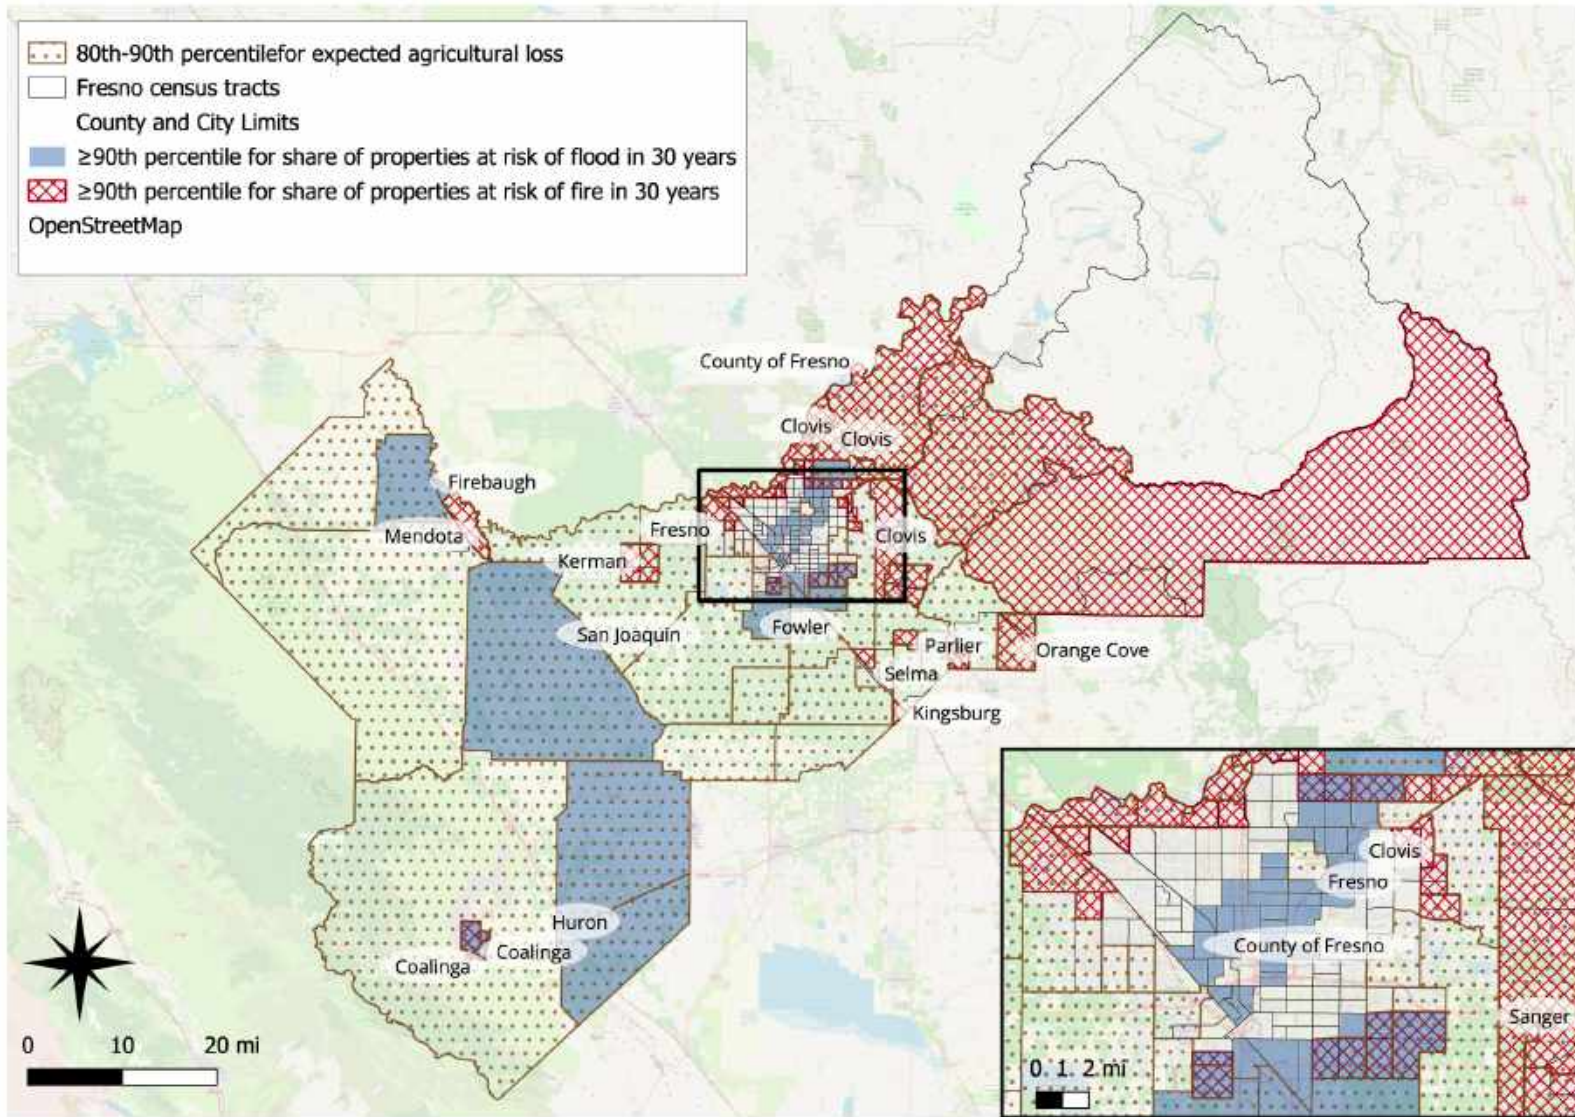 80th-90th percentilefor expected agricultural loss
Fresno census tracts
County and City Limits
≥90th percentile for share of properties at risk of flood in 30 years
≥90th percentile for share of properties at risk of fire in 30 years
OpenStreetMap
County of Fresno
Clovis
Clovis
Firebaugh
Mendota
Fresno
Clovis
Kerman
San Joaquin
Fowler
Parlier
Orange Cove
Selma
Kingsburg
Huron
Coalinga
Coalinga
0 10 20 mi
Clovis
Fresno
County of Fresno
Sanger
0. 1. 2 mi